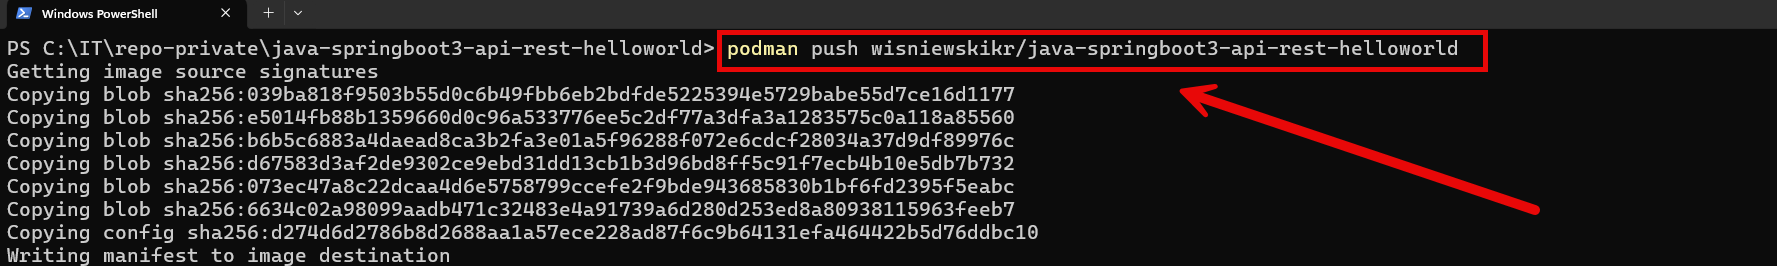 Windows PowerShell
PS C:\IT\repo-private\java-springboot3-api-rest-helloworld> podman push wisniewskikr/java-springboot3-api-rest-helloworld
Getting image source signatures
Copying blob sha256:039ba818f9503b55d0c6b49fbb6eb2bdfde5225394e5729babe55d7ce16d1177
Copying blob sha256:e5014fb88b1359660d0c96a533776ee5c2df77a3dfa3a1283575c0a118a85560
Copying blob sha256:b6b5c6883a4daead8ca3b2fa3e01a5f96288f072e6cdcf28034a37d9df89976c
Copying blob sha256:d67583d3af2de9302ce9ebd31dd13cb1b3d96bd8ff5c91f7ecb4b10e5db7b732
Copying blob sha256:073ec47a8c22dcaa4d6e5758799ccefe2f9bde943685830b1bf6fd2395f5eabc
Copying blob sha256:6634c02a98099aadb471c32483e4a91739a6d280d253ed8a80938115963feeb7
Copying config sha256:d274d6d2786b8d2688aa1a57ece228ad87f6c9b64131efa464422b5d76ddbc10
Writing manifest to image destination